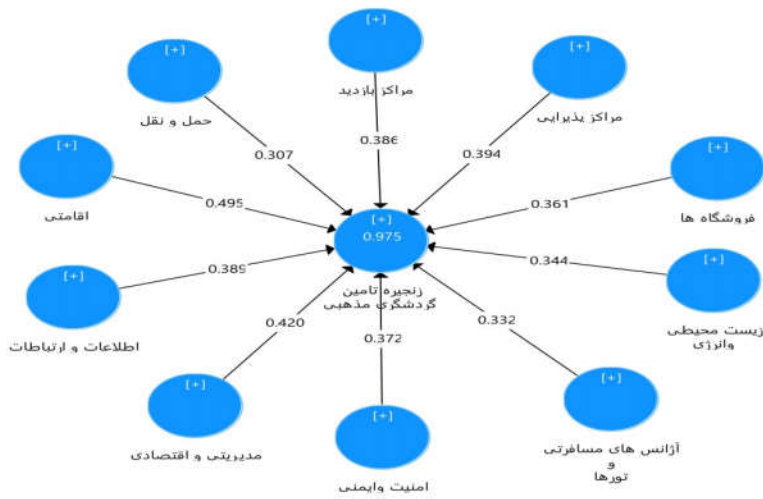 [+]
مراکز بازدید
[+]
حمل و نقل
[+]
مراکز پذیرایی
0.386
0.307
0.394
[+]
اقامتی
[+]
فروشگاه ها
0.495
0.361
[+]
0.975
زنجیره تامین
گردشگری مذهبی
[+]
اطلاعات و ارتباطات
0.389
0.344
[+]
زیست محیطی
وانرژی
0.420
0.372
0.332
[+]
مدیریتی و اقتصادی
[+]
امنیت وایمنی
[+]
آژانس های مسافرتی
و
تورها